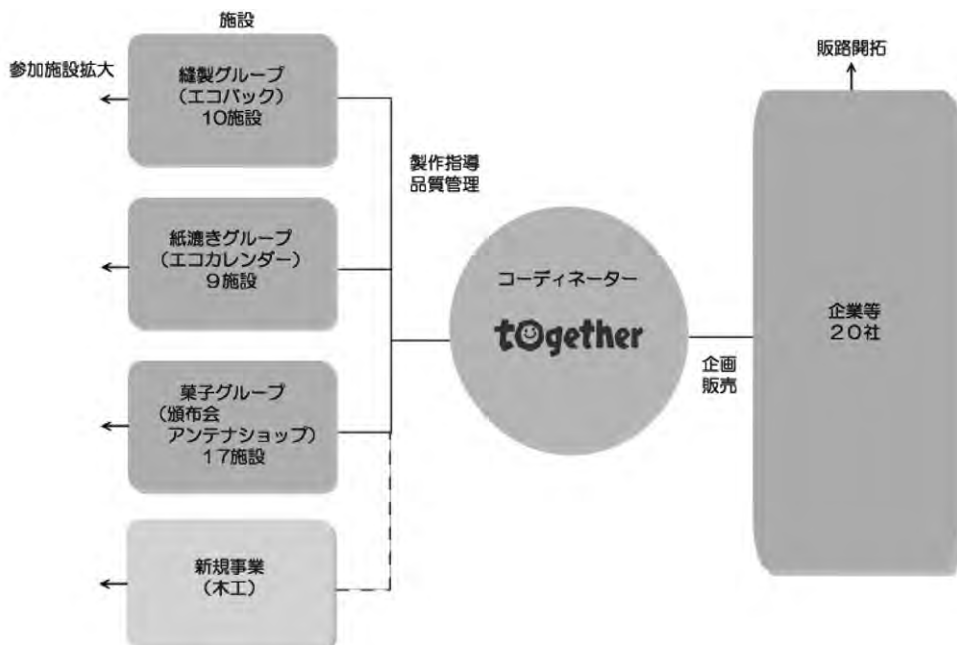 施設
参加施設拡大
縫製グループ
（エコバック）
10施設
紙漉きグループ
（エコカレンダー）
９施設
菓子グループ
（頒布会
アンテナショップ）
17施設
新規事業
（木工）
製作指導
品質管理
コーディネーター
tOgether
企画
販売
販路開拓
企業等
２０社